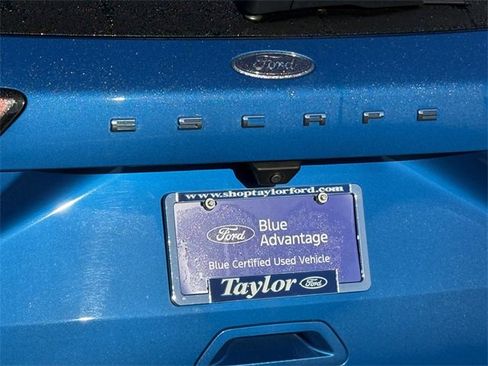 Ford
ESCAPE
www.shoptaylorford.com
Ford Blue
Advantage
Blue Certified Used Vehicle
Taylor Ford